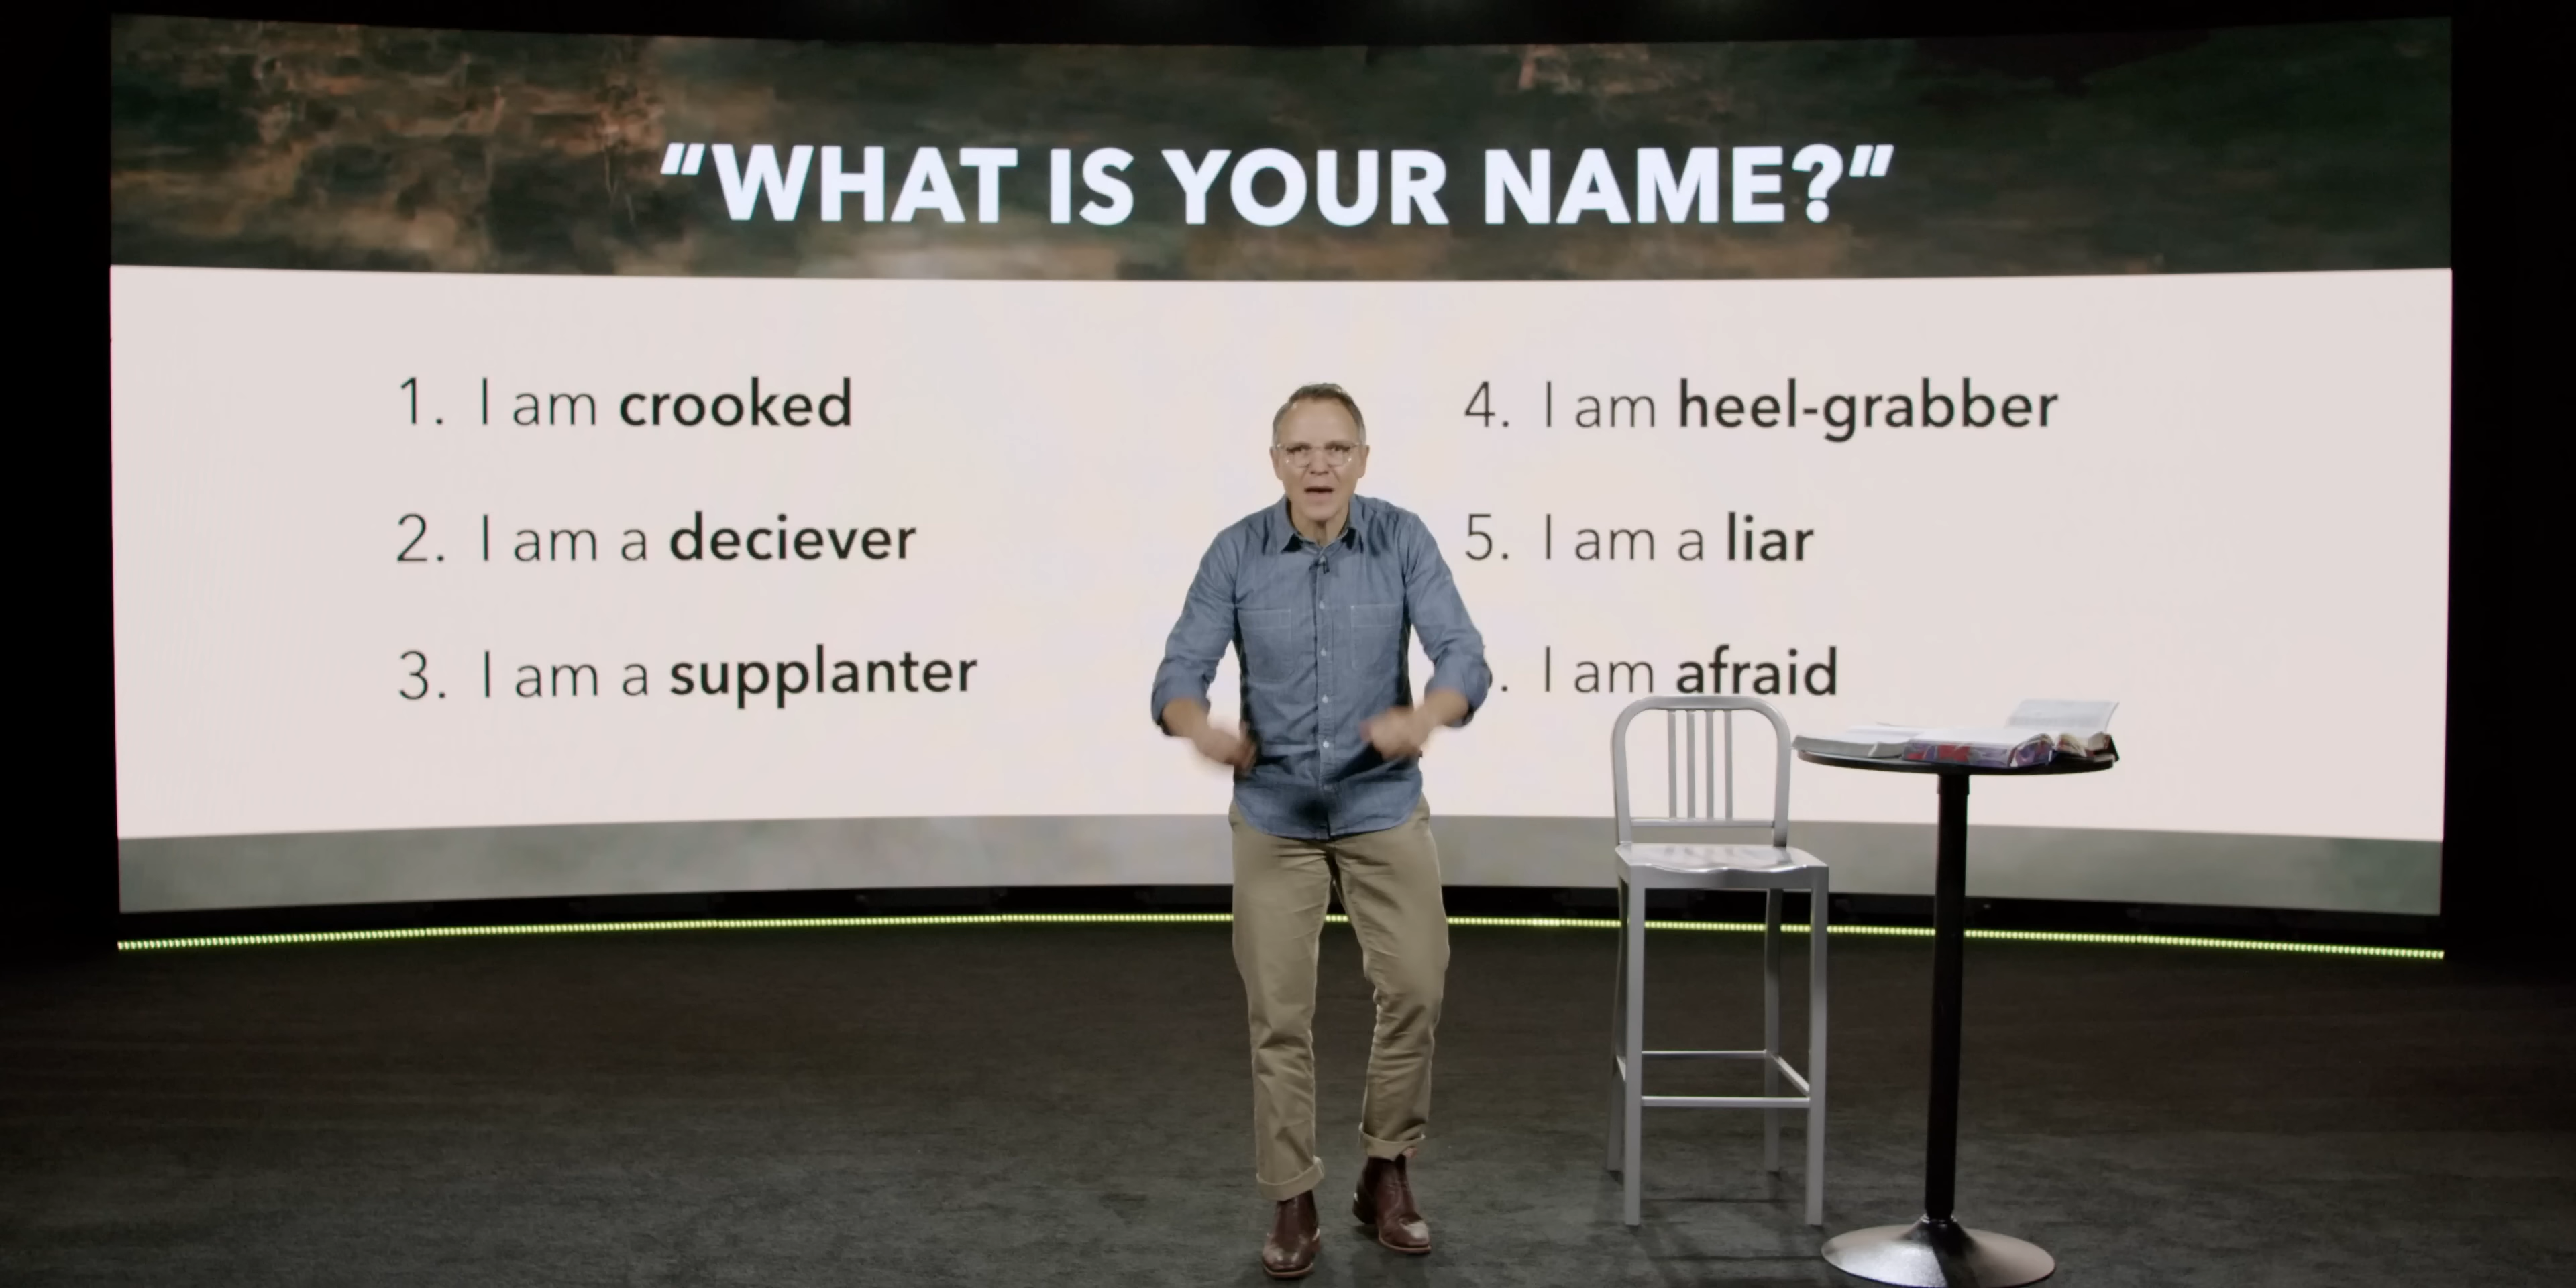 "WHAT IS YOUR NAME?"
1. I am crooked
2. I am a deciever
3. I am a supplanter
4. I am heel-grabber
5. I am a liar
. I am afraid